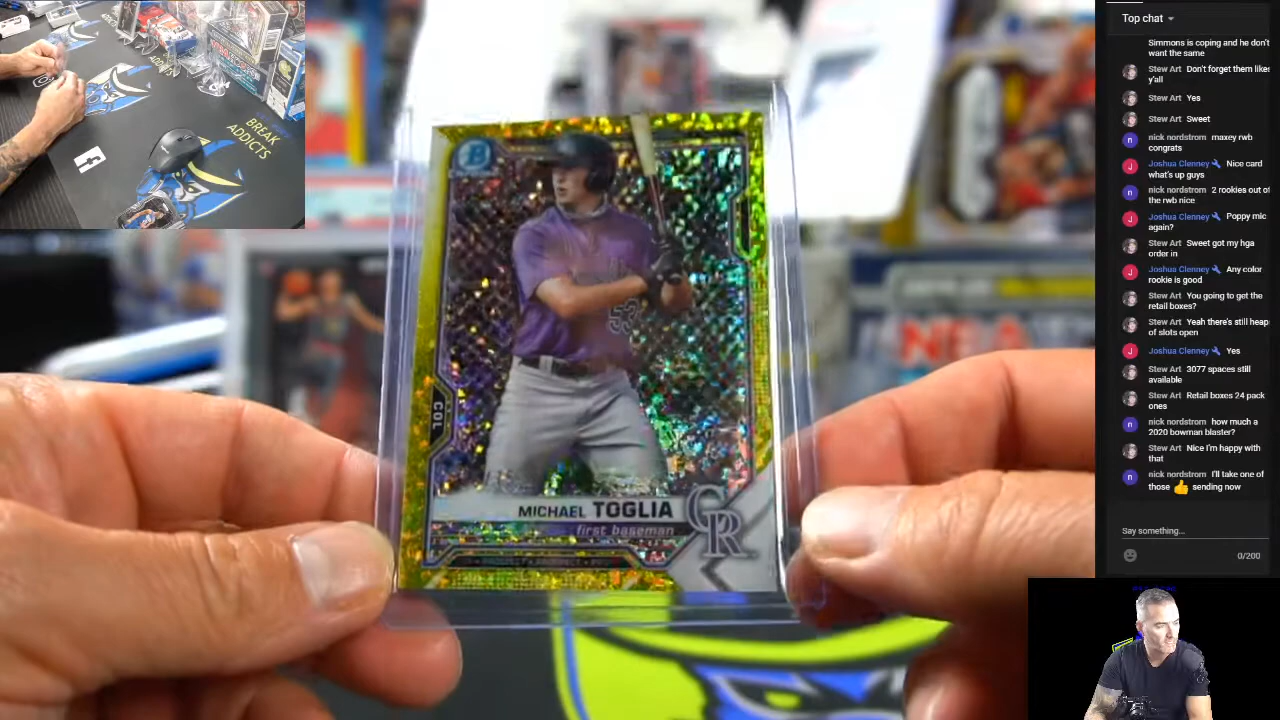 BREAK
ADDICTS
B
COL
53
MICHAEL TOGLIA
first baseman
CR
NBA
Top chat
Simmons is coping and he don't
want the same
Stew Art Don't forget them likes
y'all
Stew Art Yes
Stew Art Sweet
nick nordstrom maxey rwb
congrats
Joshua Clenney Nice card
what's up guys
nick nordstrom 2 rookies out of
the rwb nice
Joshua Clenney Poppy mic
again?
Stew Art Sweet got my hga
order in
Joshua Clenney Any color
rookie is good
Stew Art You going to get the
retail boxes?
Stew Art Yeah there's still heap
of slots open
Joshua Clenney Yes
Stew Art 3077 spaces still
available
Stew Art Retail boxes 24 pack
ones
nick nordstrom how much a
2020 bowman blaster?
Stew Art Nice I'm happy with
that
nick nordstrom I'll take one of
those 👍 sending now
Say something...
0/200